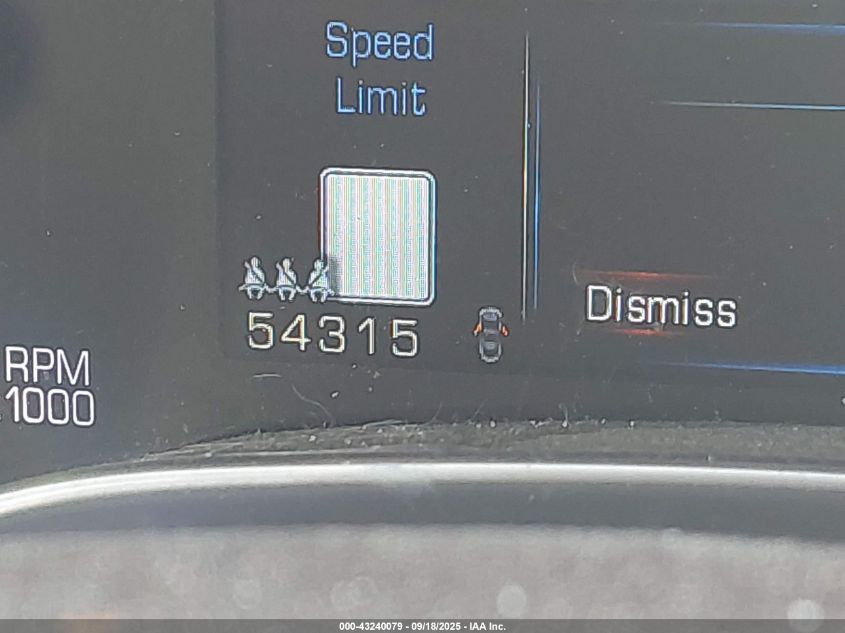 Speed
Limit
54315
Dismiss
RPM
1000
000-43240079 - 09/18/2025 - IAA Inc.